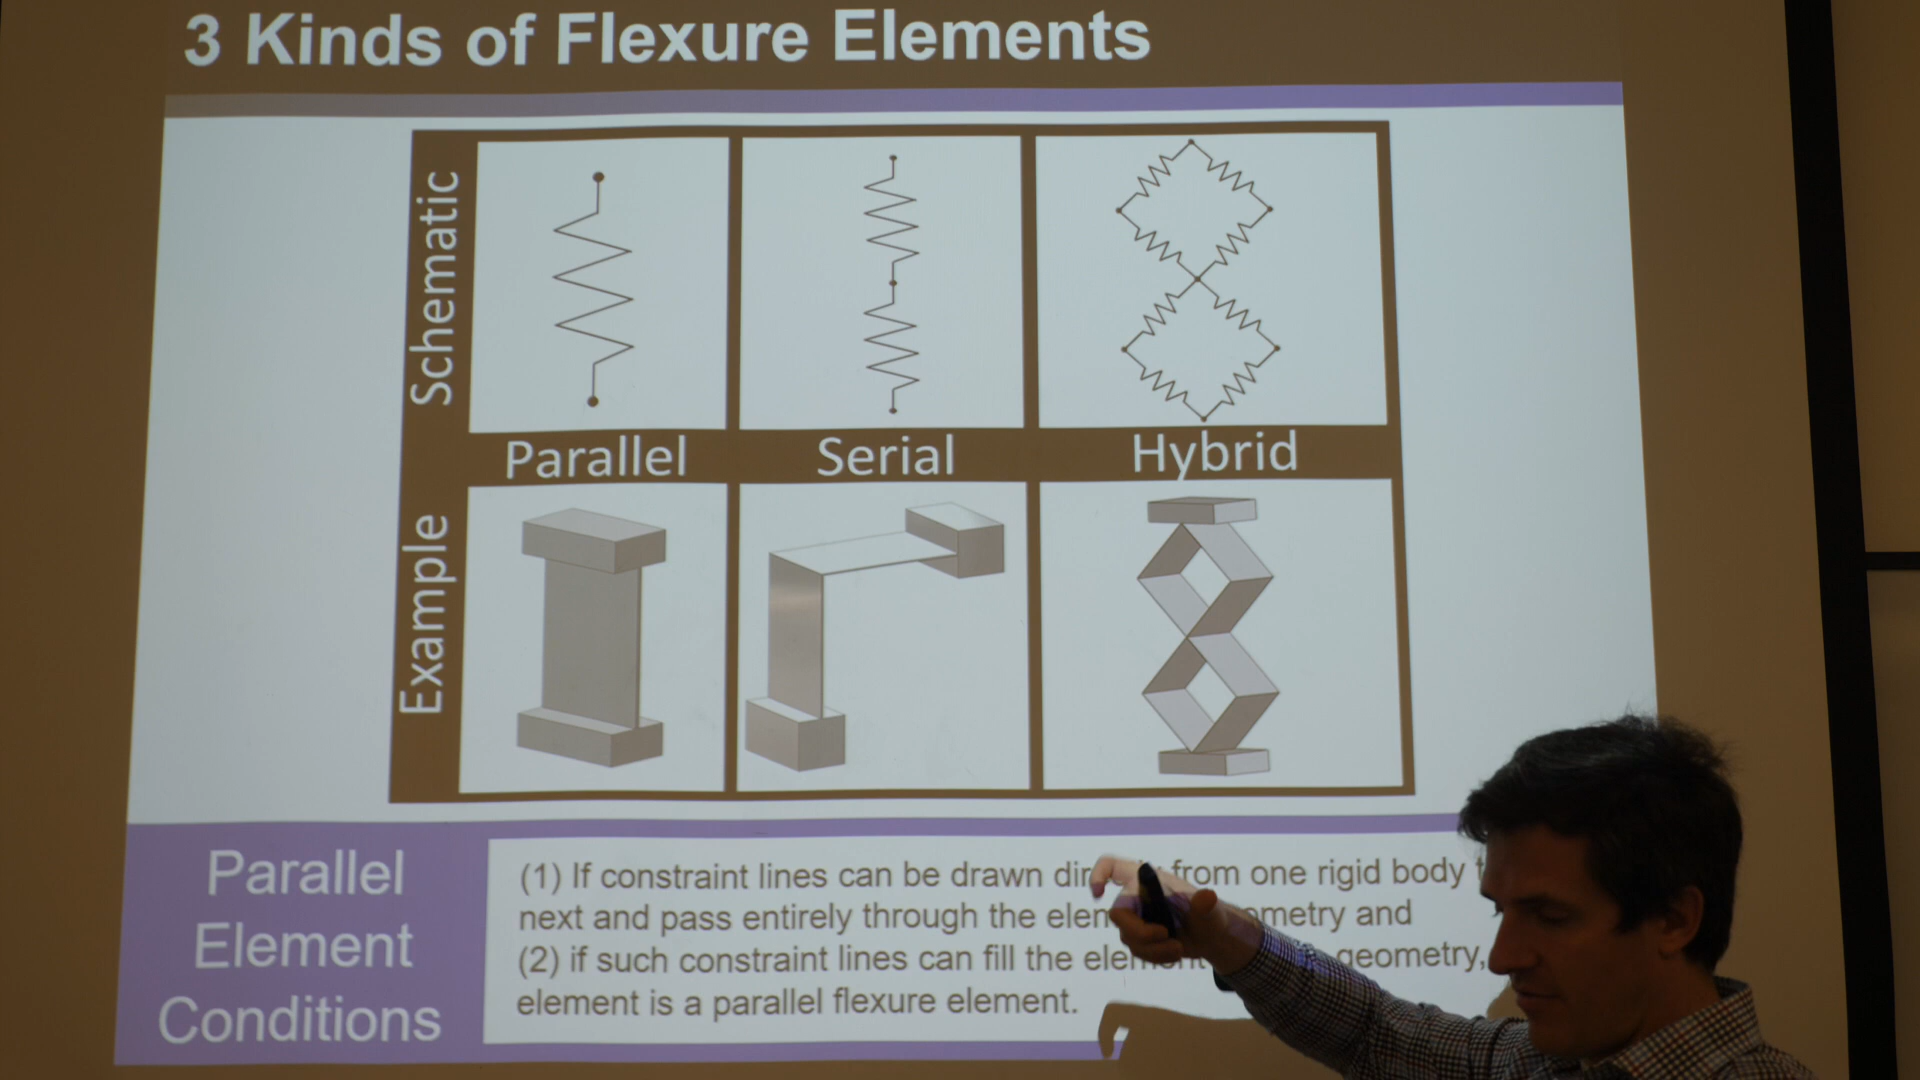 3 Kinds of Flexure Elements
Schematic
Parallel
Serial
Hybrid
Example
Parallel
Element
Conditions
(1) If constraint lines can be drawn from one rigid body
next and pass entirely through the and
(2) if such constraint lines can fill the geometry,
element is a parallel flexure element.